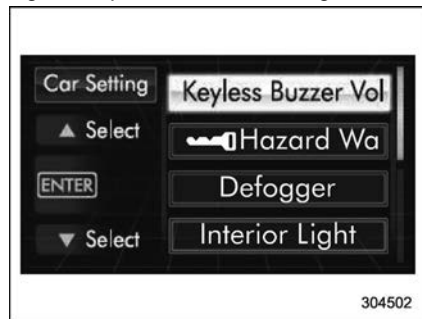 Car Setting
▲ Select
ENTER
▼ Select
Keyless Buzzer Vol
Hazard Wa
Defogger
Interior Light
304502